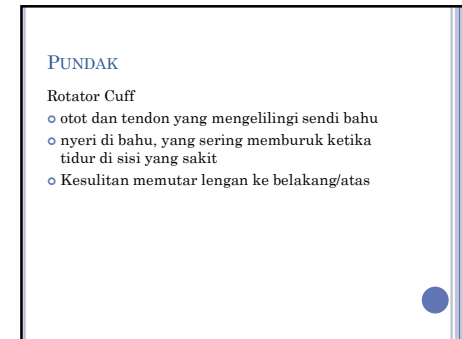 PUNDAK
Rotator Cuff
otot dan tendon yang mengelilingi sendi bahu
nyeri di bahu, yang sering memburuk ketika
tidur di sisi yang sakit
Kesulitan memutar lengan ke belakang/atas